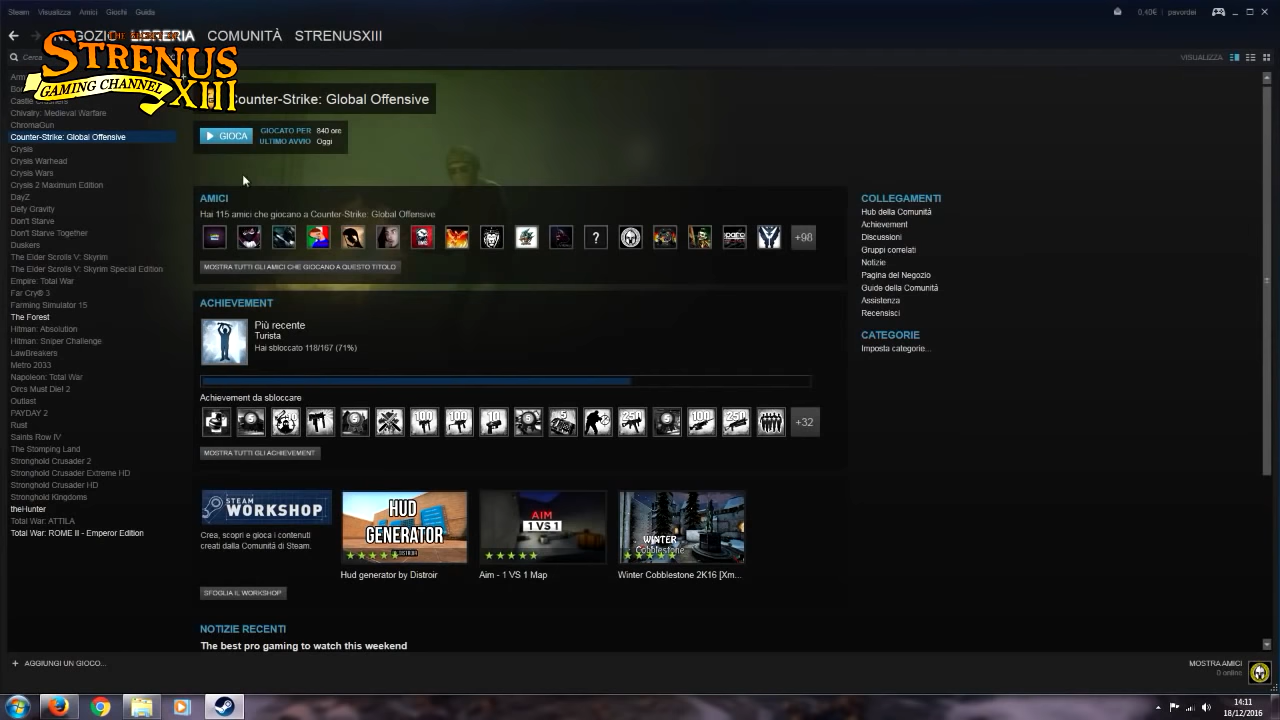 Steam Visualizza Amici Giochi Guida
0,40€ pavordei
NEGOZIO LIBRERIA COMUNITÀ STRENUSXIII
STRENUS
GAMING CHANNEL
XIII
Cerca
VISUALIZZA
Chivalry: Medieval Warfare
ChromaGun
Counter-Strike: Global Offensive
Crysis
Crysis Warhead
Crysis Wars
Crysis 2 Maximum Edition
DayZ
Defy Gravity
Don't Starve
Don't Starve Together
Duskers
The Elder Scrolls V: Skyrim
The Elder Scrolls V: Skyrim Special Edition
Empire: Total War
Far Cry® 3
Farming Simulator 15
The Forest
Hitman: Absolution
Hitman: Sniper Challenge
LawBreakers
Metro 2033
Napoleon: Total War
Orcs Must Die! 2
Outlast
PAYDAY 2
Rust
Saints Row IV
The Stomping Land
Stronghold Crusader 2
Stronghold Crusader Extreme HD
Stronghold Crusader HD
Stronghold Kingdoms
theHunter
Total War: ATTILA
Total War: ROME II - Emperor Edition
AGGIUNGI UN GIOCO...
Counter-Strike: Global Offensive
GIOCA
GIOCATO PER 840 ore
ULTIMO AVVIO Oggi
AMICI
Hai 115 amici che giocano a Counter-Strike: Global Offensive
+98
MOSTRA TUTTI GLI AMICI CHE GIOCANO A QUESTO TITOLO
ACHIEVEMENT
Più recente
Turista
Hai sbloccato 118/167 (71%)
Achievement da sbloccare
+32
MOSTRA TUTTI GLI ACHIEVEMENT
STEAM
WORKSHOP
Crea, scopri e gioca i contenuti
creati dalla Comunità di Steam.
SFOGLIA IL WORKSHOP
HUD
GENERATOR
DISTROIR
Hud generator by Distroir
AIM
1 VS 1
Aim - 1 VS 1 Map
WINTER
Cobblestone
Winter Cobblestone 2K16 [Xm...
NOTIZIE RECENTI
The best pro gaming to watch this weekend
COLLEGAMENTI
Hub della Comunità
Achievement
Discussioni
Gruppi correlati
Notizie
Pagina del Negozio
Guide della Comunità
Assistenza
Recensisci
CATEGORIE
Imposta categorie...
MOSTRA AMICI
0 online
14:11
18/12/2016